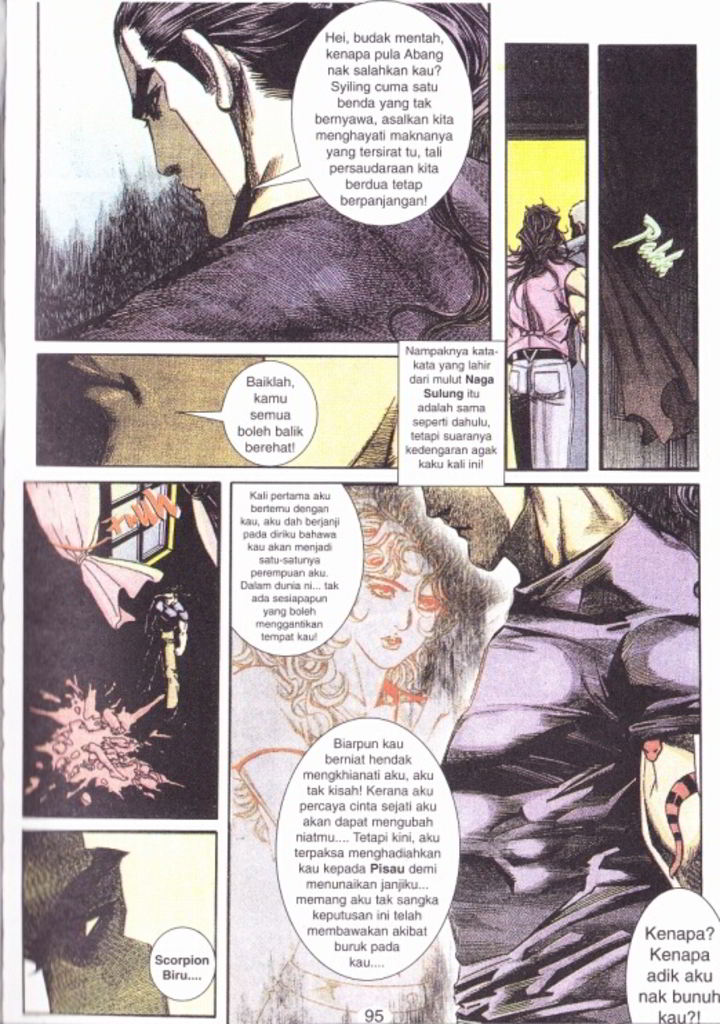 Hei, budak mentah,
kenapa pula Abang
nak salahkan kau?
Syiling cuma satu
benda yang tak
bernyawa, asalkan kita
menghayati maknanya
yang tersirat tu, tali
persaudaraan kita
berdua tetap
berpanjangan!
Pakk
Baiklah,
kamu
semua
boleh balik
berehat!
Nampaknya kata-
kata yang lahir
dari mulut Naga
Sulung itu
adalah sama
seperti dahulu,
tetapi suaranya
kedengaran agak
kaku kali ini!
Kali pertama aku
bertemu dengan
kau, aku dah berjanji
pada diriku bahawa
kau akan menjadi
satu-satunya
perempuan aku.
Dalam dunia ni... tak
ada sesiapapun
yang boleh
menggantikan
tempat kau!
Biarpun kau
berniat hendak
mengkhianati aku, aku
tak kisah! Kerana aku
percaya cinta sejati aku
akan dapat mengubah
niatmu.... Tetapi kini, aku
terpaksa menghadiahkan
kau kepada Pisau demi
menunaikan janjiku...
memang aku tak sangka
keputusan ini telah
membawakan akibat
buruk pada
kau....
Scorpion
Biru....
Kenapa?
Kenapa
adik aku
nak bunuh
kau?!
95